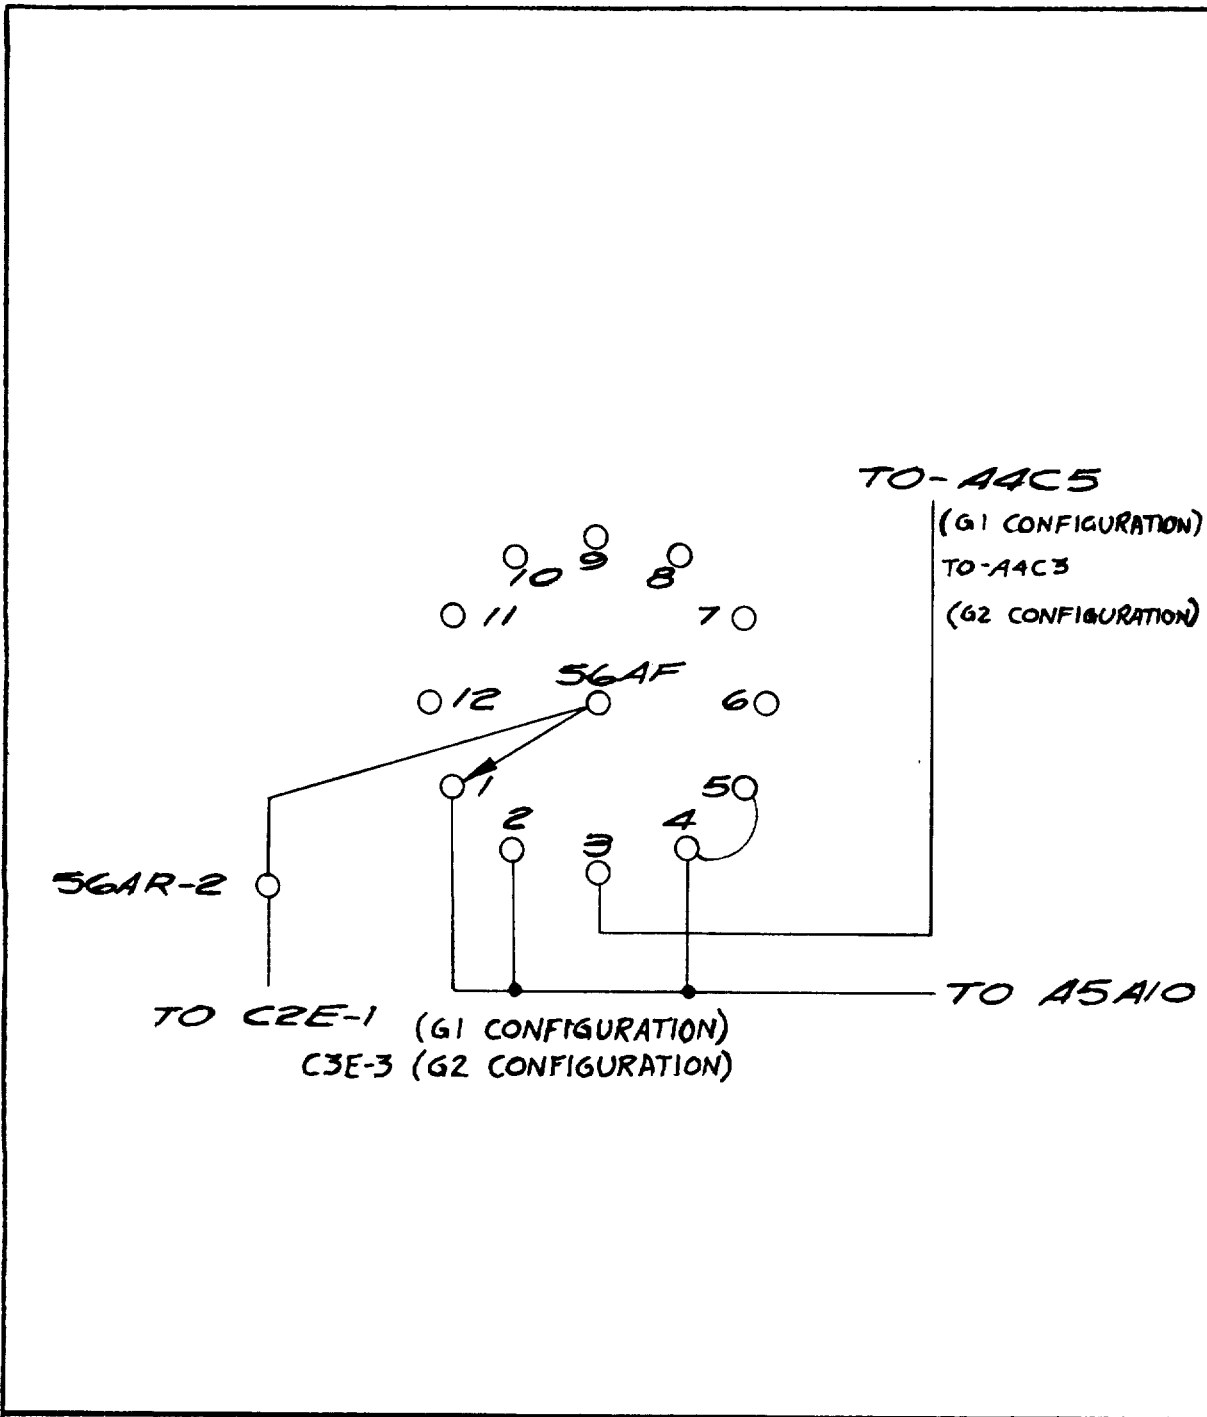 TO-A4C5
(G1 CONFIGURATION)
TO-A4C3
(G2 CONFIGURATION)
9
10
8
11
7
56AF
12
6
1
5
2
4
3
56AR-2
TO A5A10
TO C2E-1 (G1 CONFIGURATION)
C3E-3 (G2 CONFIGURATION)